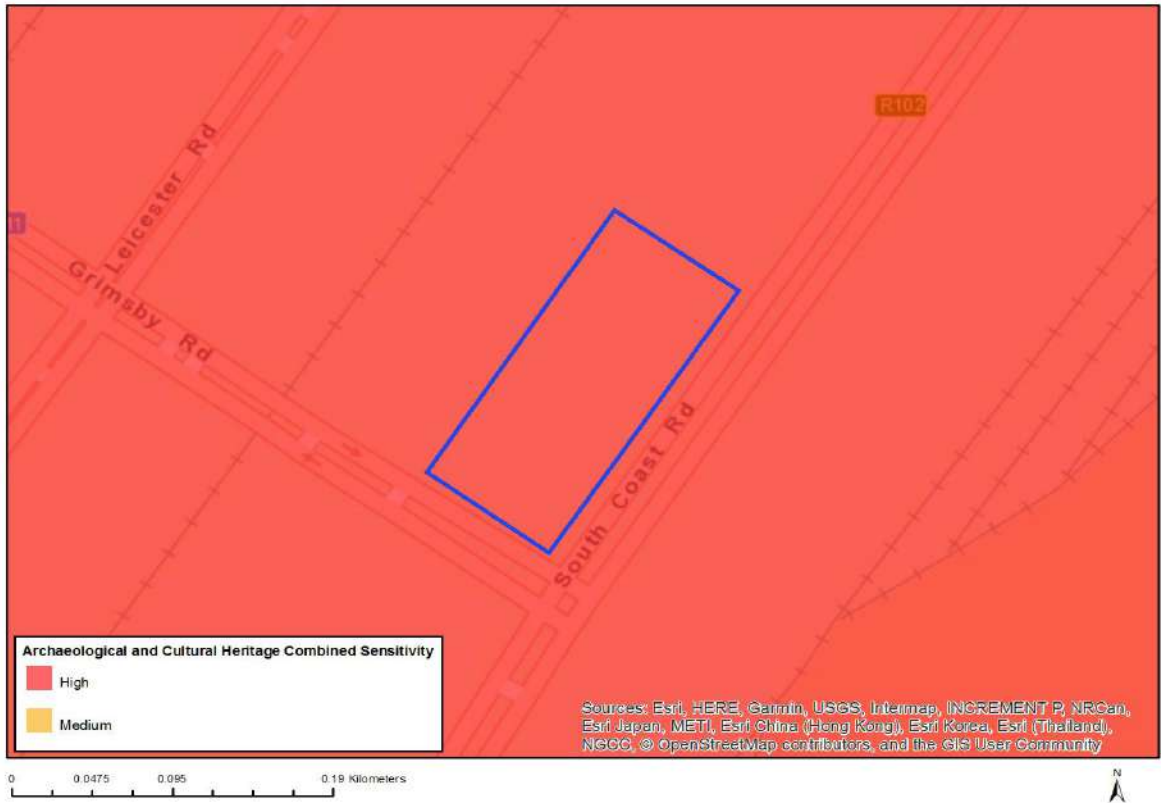 R102
11
Leicester Rd
Grimsby Rd
South Coast Rd
Archaeological and Cultural Heritage Combined Sensitivity
High
Medium
Sources: Esri, HERE, Garmin, USGS, Intermap, INCREMENT P, NRCan,
Esri Japan, METI, Esri China (Hong Kong), Esri Korea, Esri (Thailand),
NGCC, © OpenStreetMap contributors, and the GIS User Community
0 0.0475 0.095 0.19 Kilometers
N